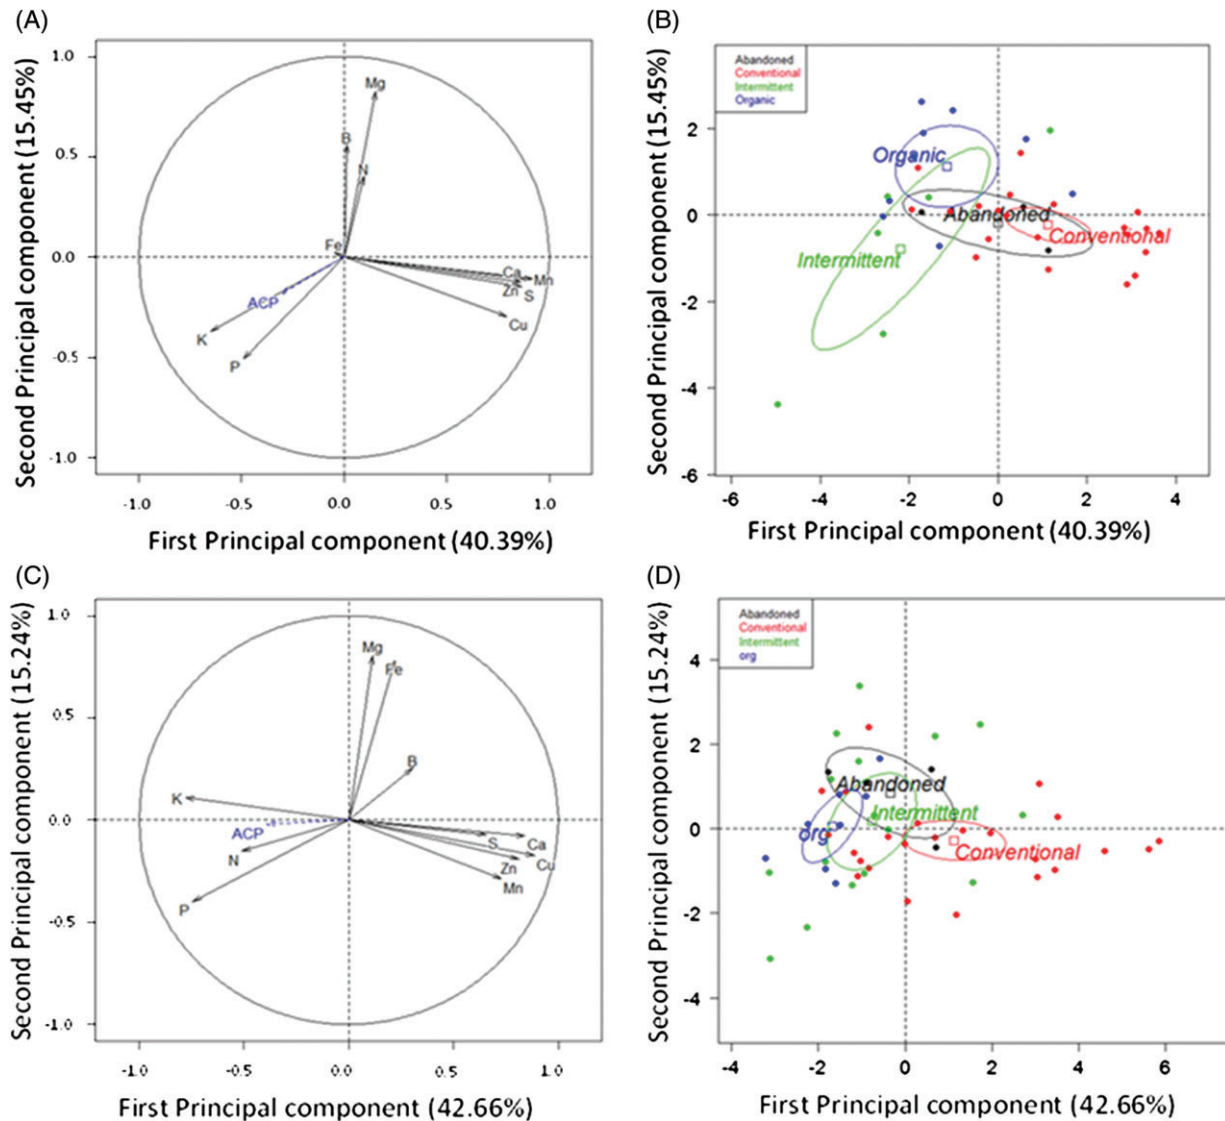 (A)
Second Principal component (15.45%)
1.0
0.5
0.0
-0.5
-1.0
Mg
B
N
Fe
Ca
Mn
Zn
S
Cu
ACP
K
P
-1.0 -0.5 0.0 0.5 1.0
First Principal component (40.39%)
(B)
Second Principal component (15.45%)
Abandoned
Conventional
Intermittent
Organic
2
0
-2
-4
-6
Organic
Abandoned
Conventional
Intermittent
-6 -4 -2 0 2 4
First Principal component (40.39%)
(C)
Second Principal component (15.24%)
1.0
0.5
0.0
-0.5
-1.0
Mg
Fe
B
K
ACP
N
P
S
Ca
Zn
Cu
Mn
-1.0 -0.5 0.0 0.5 1.0
First Principal component (42.66%)
(D)
Second Principal component (15.24%)
Abandoned
Conventional
Intermittent
org
4
2
0
-2
-4
Abandoned
Intermittent
org
Conventional
-4 -2 0 2 4 6
First Principal component (42.66%)